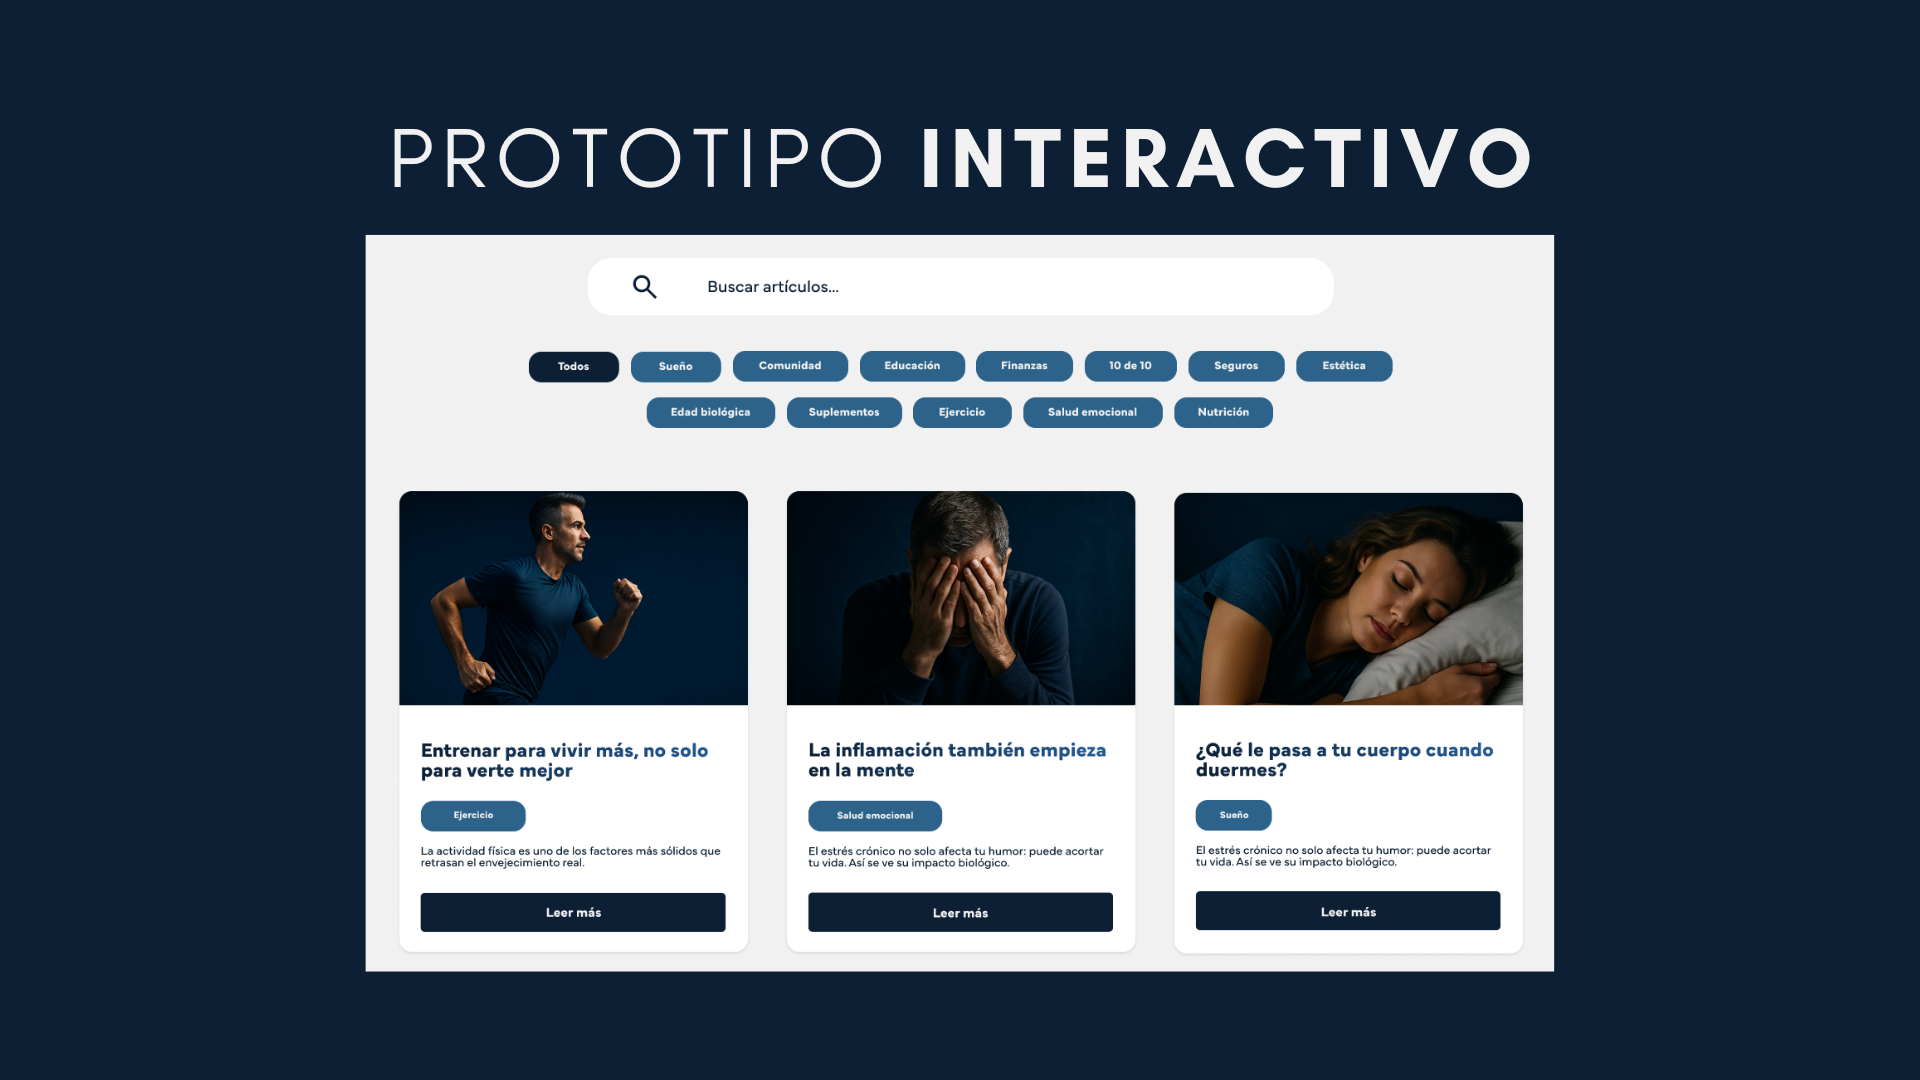 PROTOTIPO INTERACTIVO
Buscar artículos...
Todos
Sueño
Comunidad
Educación
Finanzas
10 de 10
Seguros
Estética
Edad biológica
Suplementos
Ejercicio
Salud emocional
Nutrición
Entrenar para vivir más, no solo
para verte mejor
Ejercicio
La actividad física es uno de los factores más sólidos que
retrasan el envejecimiento real.
Leer más
La inflamación también empieza
en la mente
Salud emocional
El estrés crónico no solo afecta tu humor: puede acortar
tu vida. Así se ve su impacto biológico.
Leer más
¿Qué le pasa a tu cuerpo cuando
duermes?
Sueño
El estrés crónico no solo afecta tu humor: puede acortar
tu vida. Así se ve su impacto biológico.
Leer más